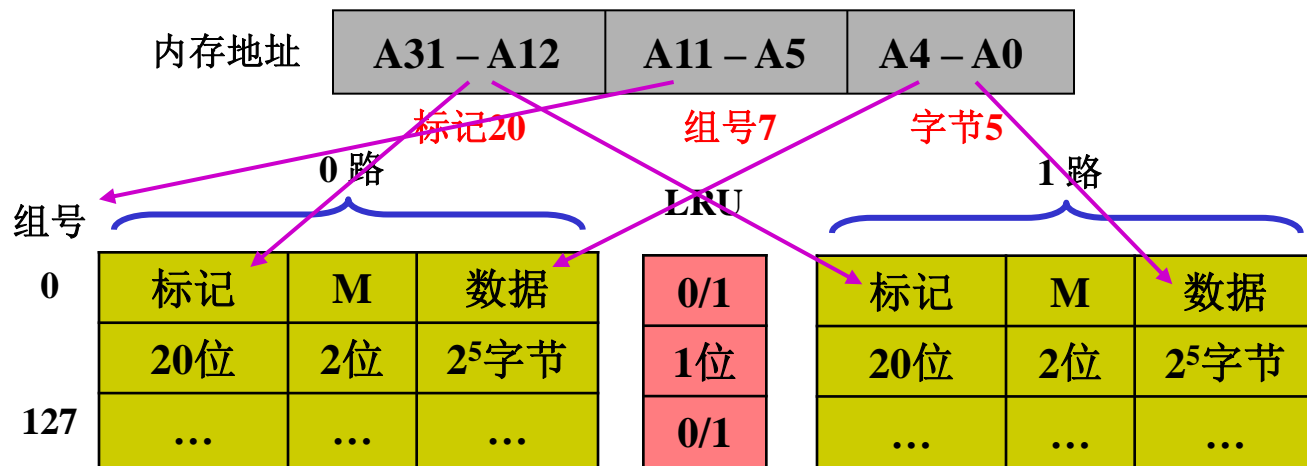 内存地址 A31 – A12 A11 – A5 A4 – A0
标记20 组号7 字节5
0 路 LRU 1 路
组号
0 标记 M 数据 0/1 标记 M 数据
20位 2位 2⁵字节 1位 20位 2位 2⁵字节
127 … … … 0/1 … … …